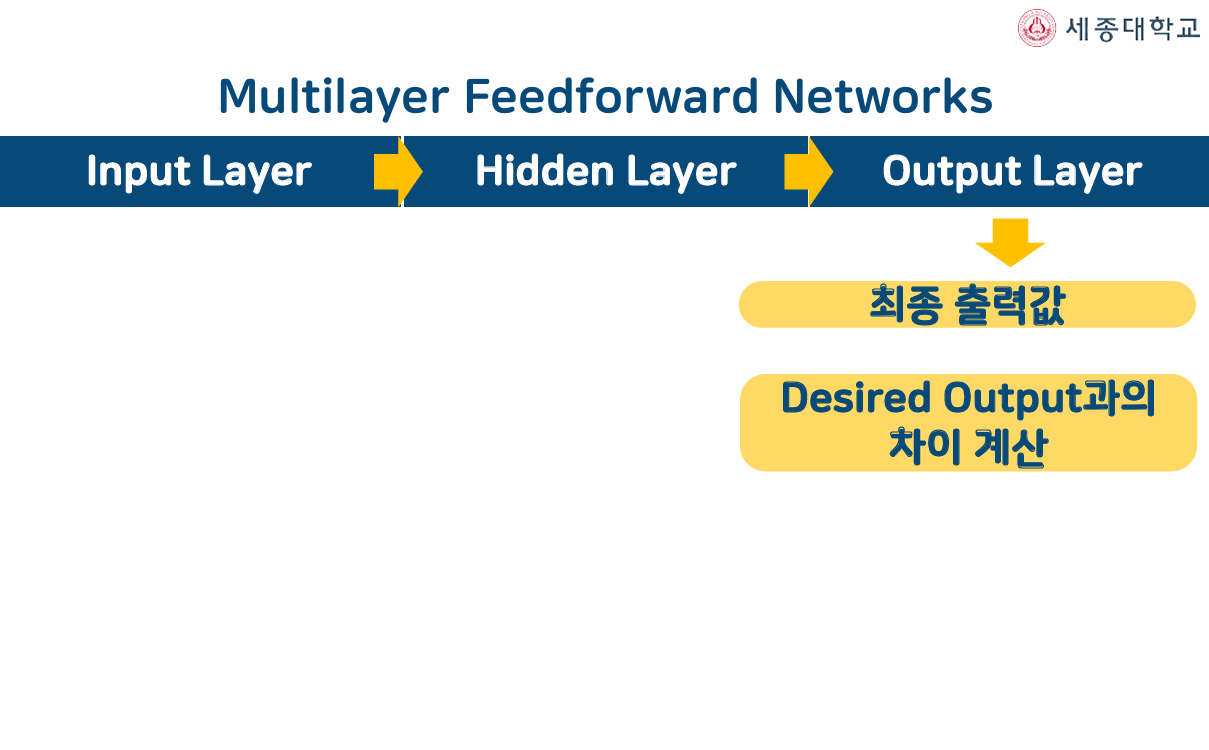 세종대학교
Multilayer Feedforward Networks
Input Layer
Hidden Layer
Output Layer
최종 출력값
Desired Output과의
차이 계산